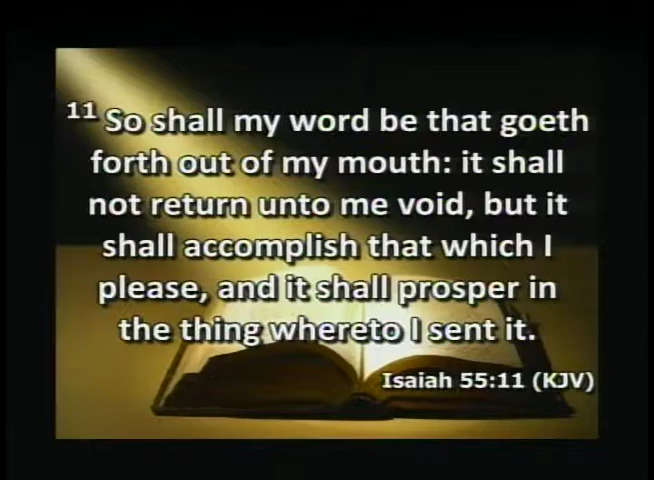 11 So shall my word be that goeth
forth out of my mouth: it shall
not return unto me void, but it
shall accomplish that which I
please, and it shall prosper in
the thing whereto I sent it.
Isaiah 55:11 (KJV)